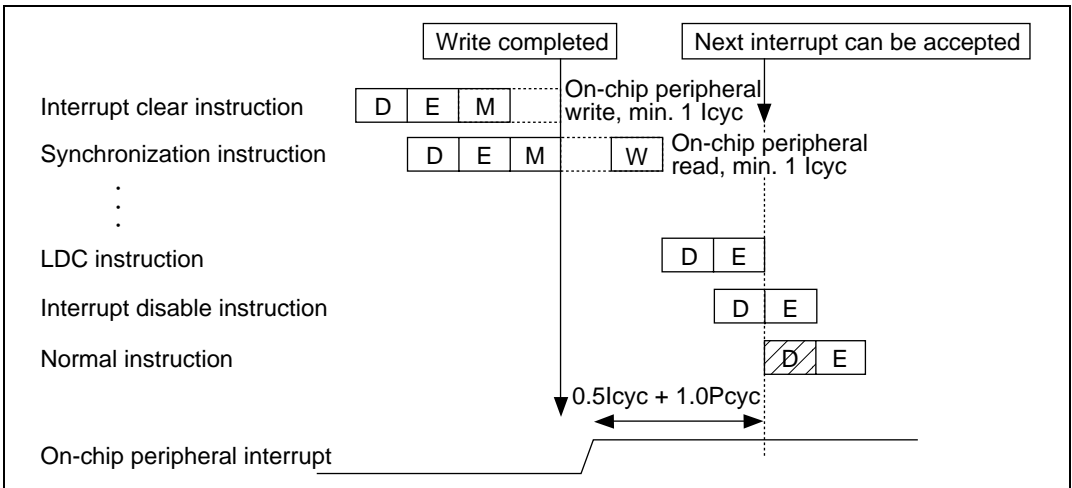 Write completed
Next interrupt can be accepted
Interrupt clear instruction
D E M
On-chip peripheral
write, min. 1 Icyc
Synchronization instruction
D E M W
On-chip peripheral
read, min. 1 Icyc
LDC instruction
D E
Interrupt disable instruction
D E
Normal instruction
D E
0.5Icyc + 1.0Pcyc
On-chip peripheral interrupt